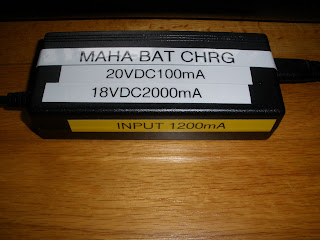 MAHA BAT CHRG
20VDC100mA
18VDC2000mA
INPUT 1200mA